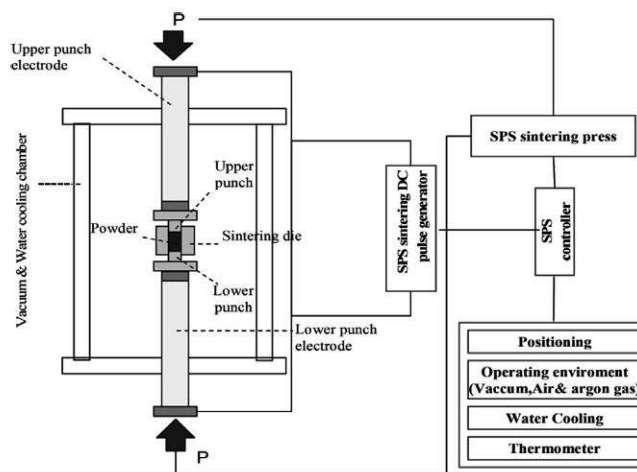 P
Upper punch
electrode
Vacuum & Water cooling chamber
Upper
punch
Powder
Sintering die
Lower
punch
Lower punch
electrode
P
SPS sintering DC
pulse generator
SPS sintering press
SPS
controller
Positioning
Operating enviroment
(Vaccum,Air& argon gas)
Water Cooling
Thermometer